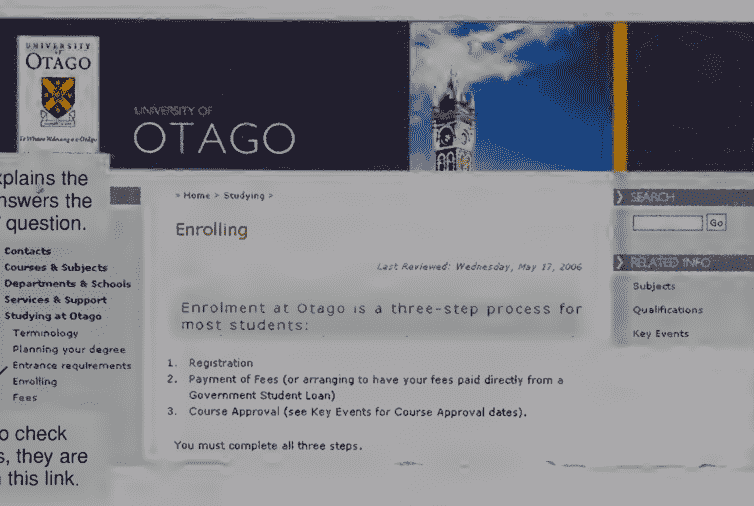 UNIVERSITY
OF
OTAGO
UNIVERSITY OF
OTAGO
xplains the
nswers the
question.
Contacts
Courses & Subjects
Departments & Schools
Services & Support
Studying at Otago
Terminology
Planning your degree
Entrance requirements
Enrolling
Fees
o check
s, they are
this link.
> Home > Studying >
Enrolling
Last Reviewed: Wednesday, May 17, 2006
Enrolment at Otago is a three-step process for
most students:
1. Registration
2. Payment of Fees (or arranging to have your fees paid directly from a
Government Student Loan)
3. Course Approval (see Key Events for Course Approval dates).
You must complete all three steps.
SEARCH
Go
RELATED INFO
Subjects
Qualifications
Key Events